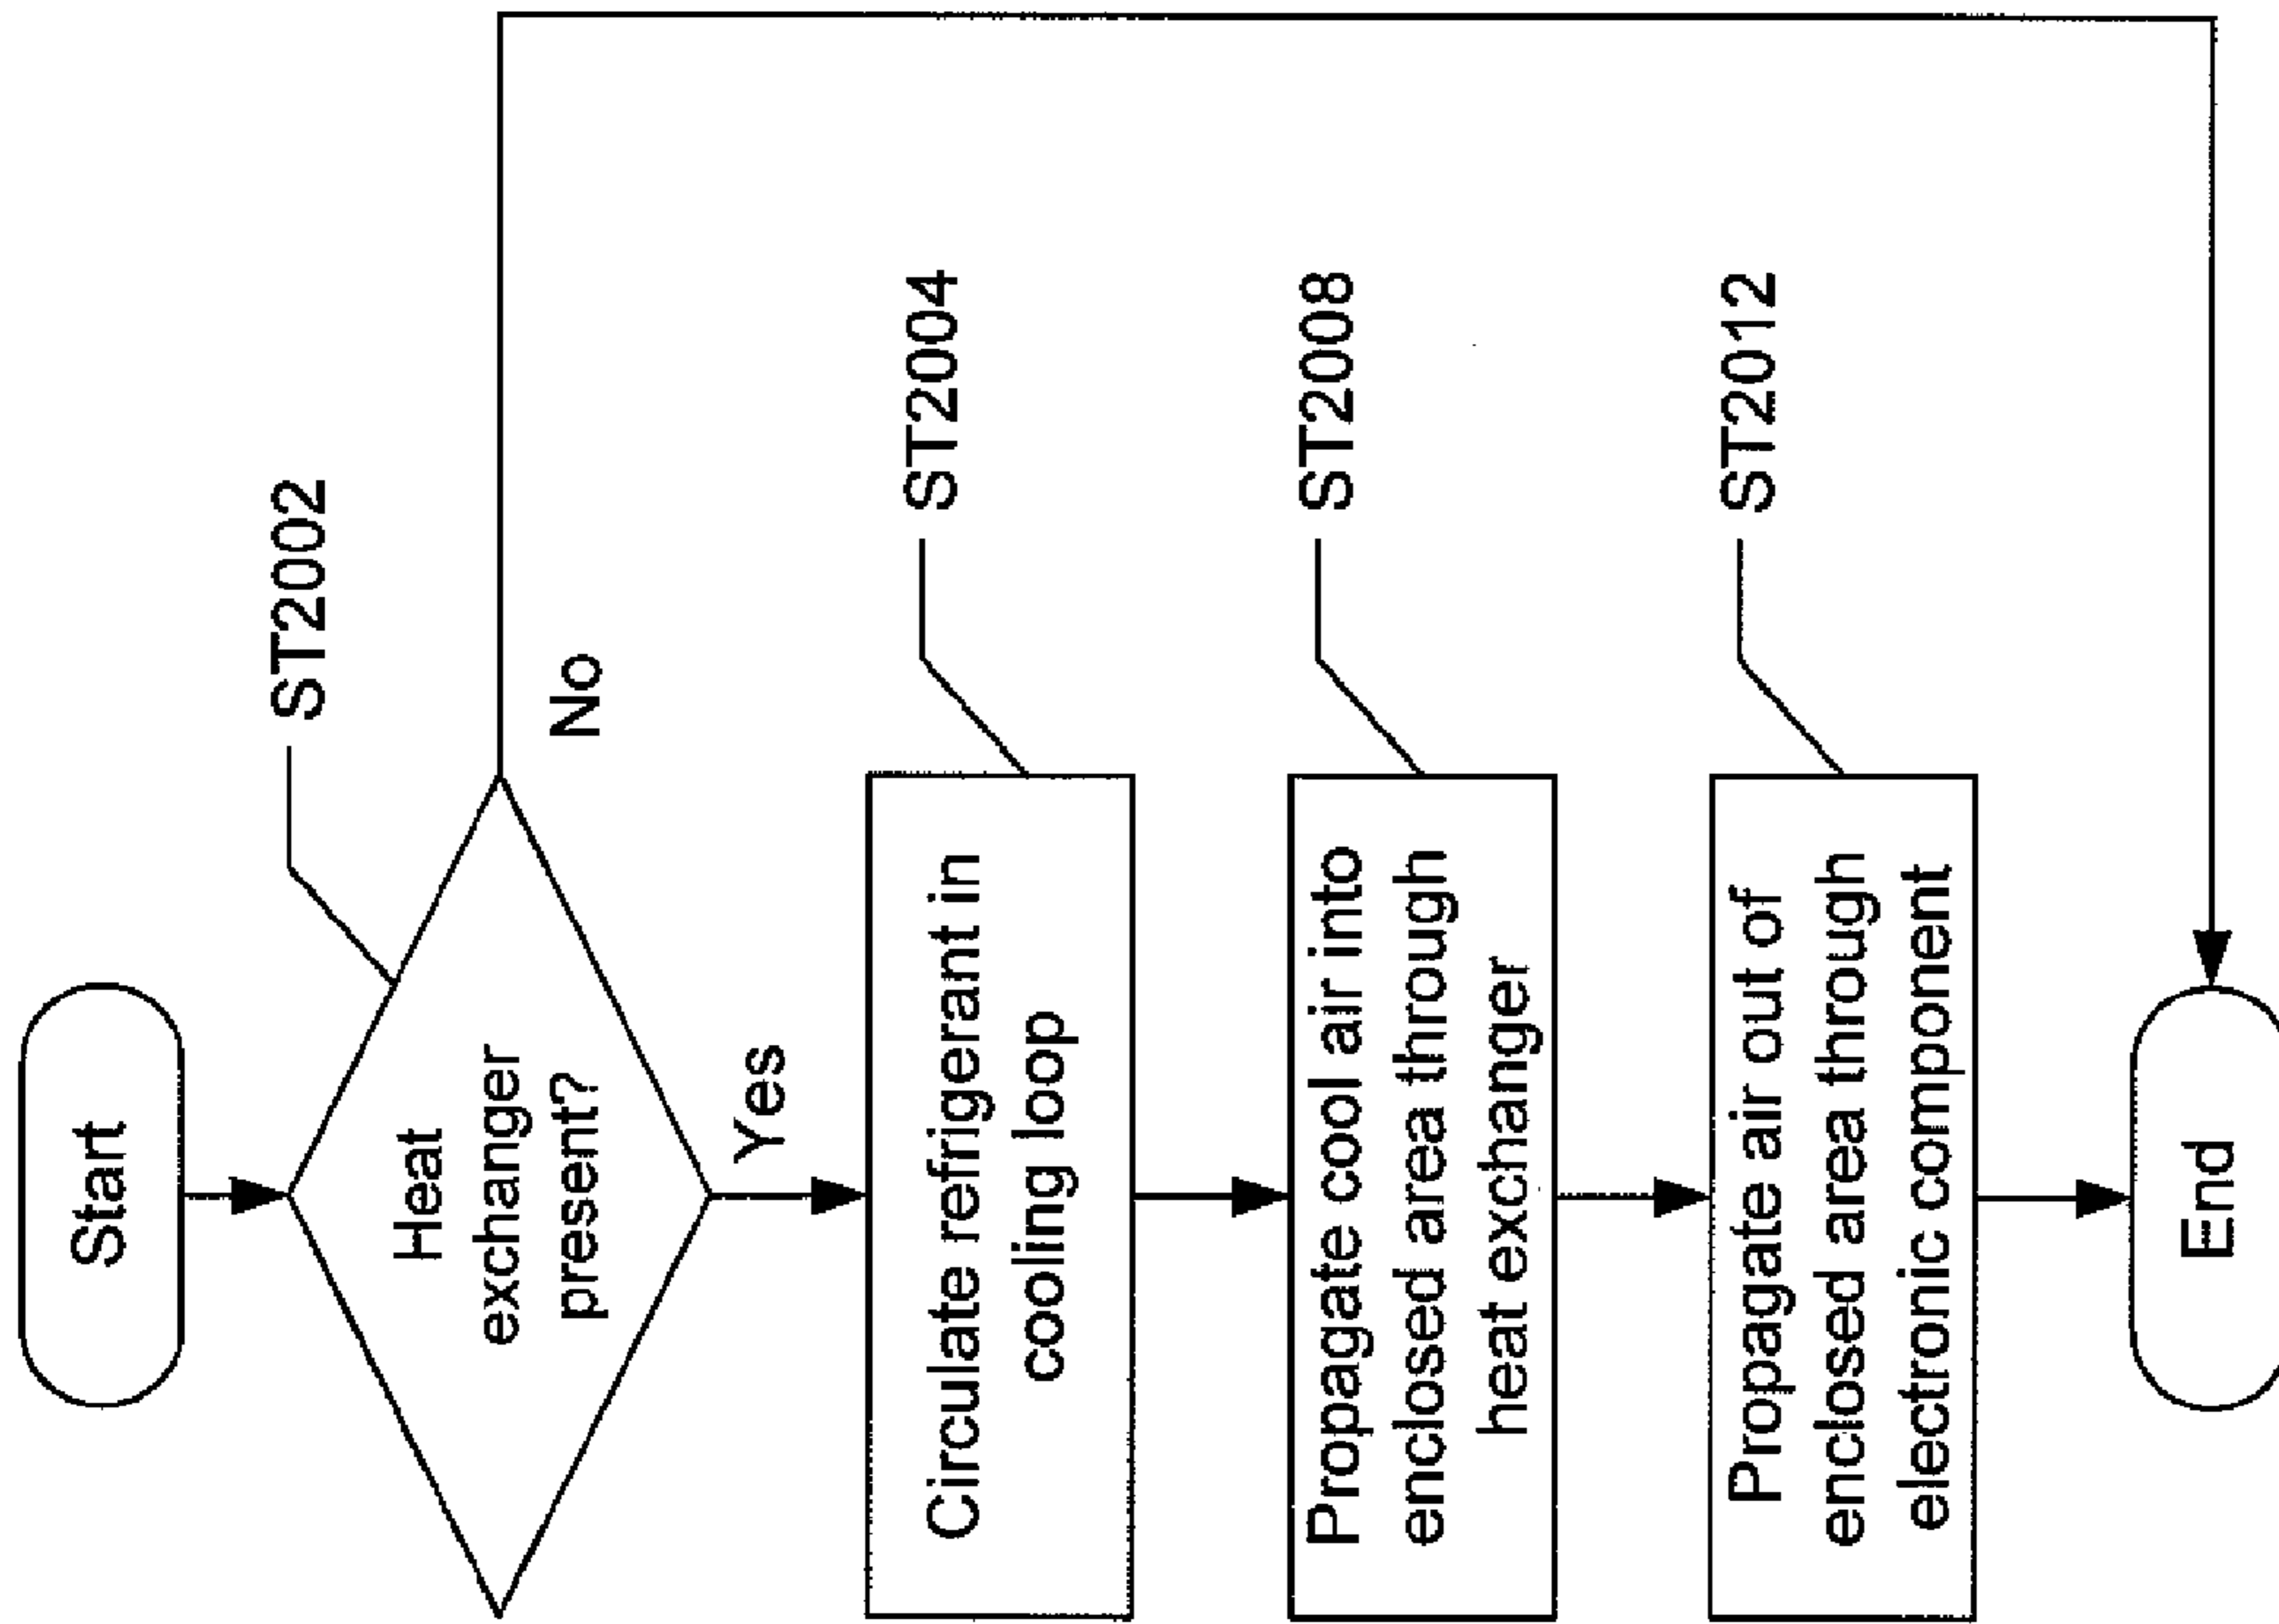 Start
ST2002
Heat
exchanger
present?
No
Yes
ST2004
Circulate refrigerant in
cooling loop
ST2008
Propagate cool air into
enclosed area through
heat exchanger
ST2012
Propagate air out of
enclosed area through
electronic component
End